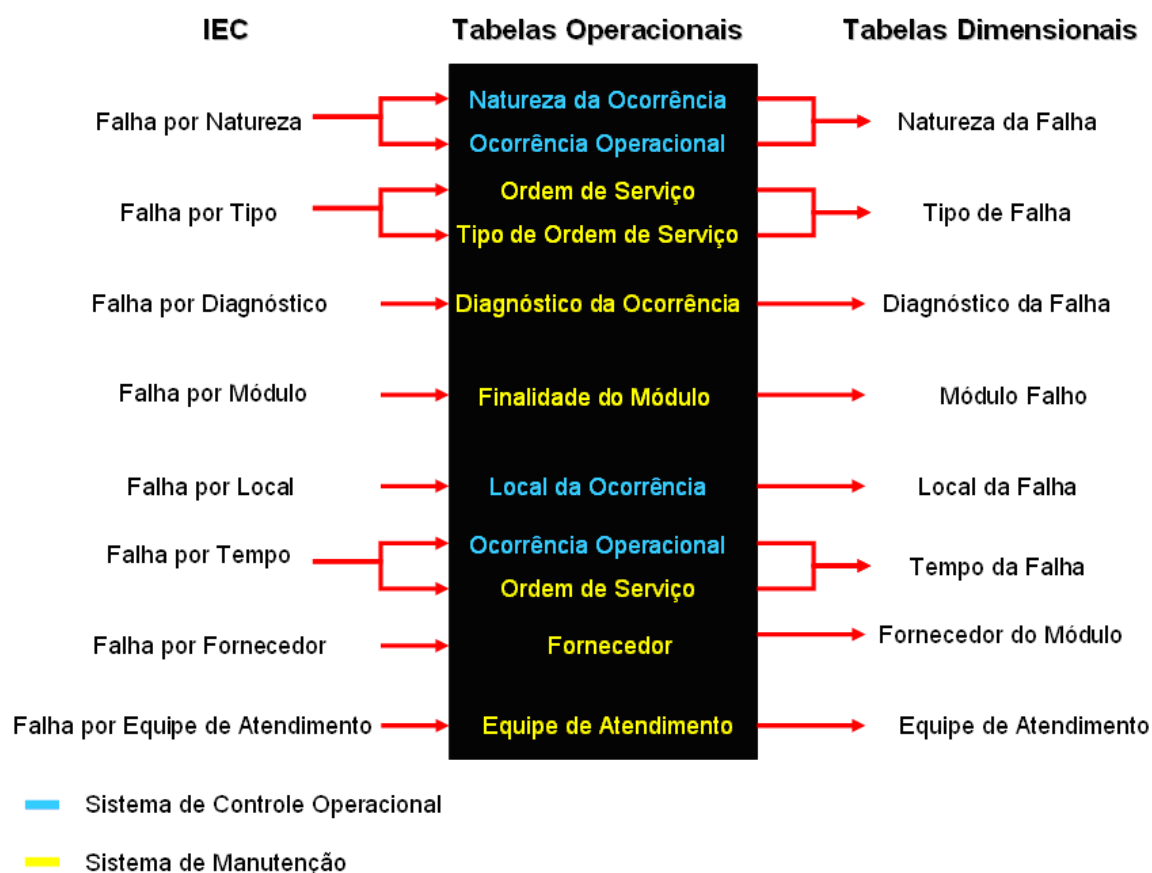 IEC
Tabelas Operacionais
Tabelas Dimensionais
Falha por Natureza
Natureza da Ocorrência
Ocorrência Operacional
Natureza da Falha
Falha por Tipo
Ordem de Serviço
Tipo de Ordem de Serviço
Tipo de Falha
Falha por Diagnóstico
Diagnóstico da Ocorrência
Diagnóstico da Falha
Falha por Módulo
Finalidade do Módulo
Módulo Falho
Falha por Local
Local da Ocorrência
Local da Falha
Falha por Tempo
Ocorrência Operacional
Ordem de Serviço
Tempo da Falha
Falha por Fornecedor
Fornecedor
Fornecedor do Módulo
Falha por Equipe de Atendimento
Equipe de Atendimento
Equipe de Atendimento
Sistema de Controle Operacional
Sistema de Manutenção